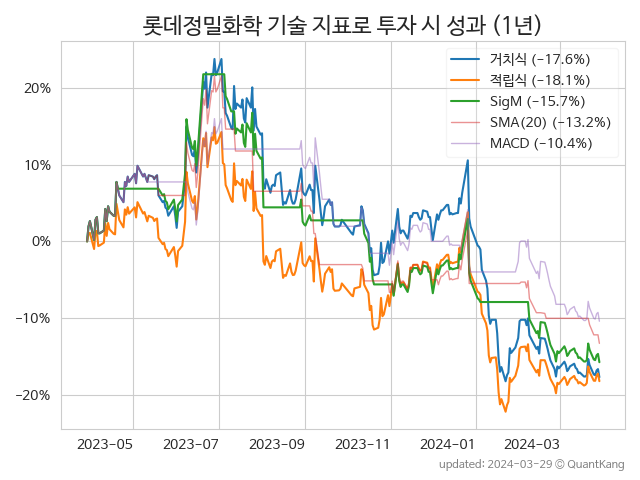 롯데정밀화학 기술 지표로 투자 시 성과 (1년)
거치식 (−17.6%)
적립식 (−18.1%)
SigM (−15.7%)
SMA(20) (−13.2%)
MACD (−10.4%)
20%
10%
0%
−10%
−20%
2023−05 2023−07 2023−09 2023−11 2024−01 2024−03
updated: 2024−03−29 © QuantKang